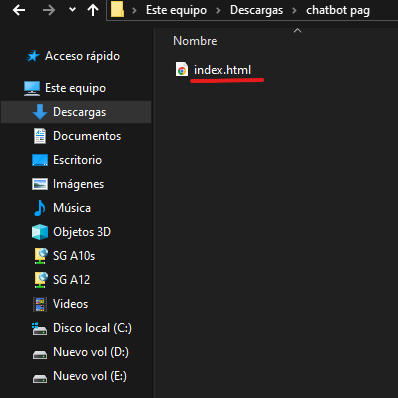 Este equipo > Descargas > chatbot pag
Nombre
Acceso rápido
index.html
Este equipo
Descargas
Documentos
Escritorio
Imágenes
Música
Objetos 3D
SG A10s
SG A12
Videos
Disco local (C:)
Nuevo vol (D:)
Nuevo vol (E:)